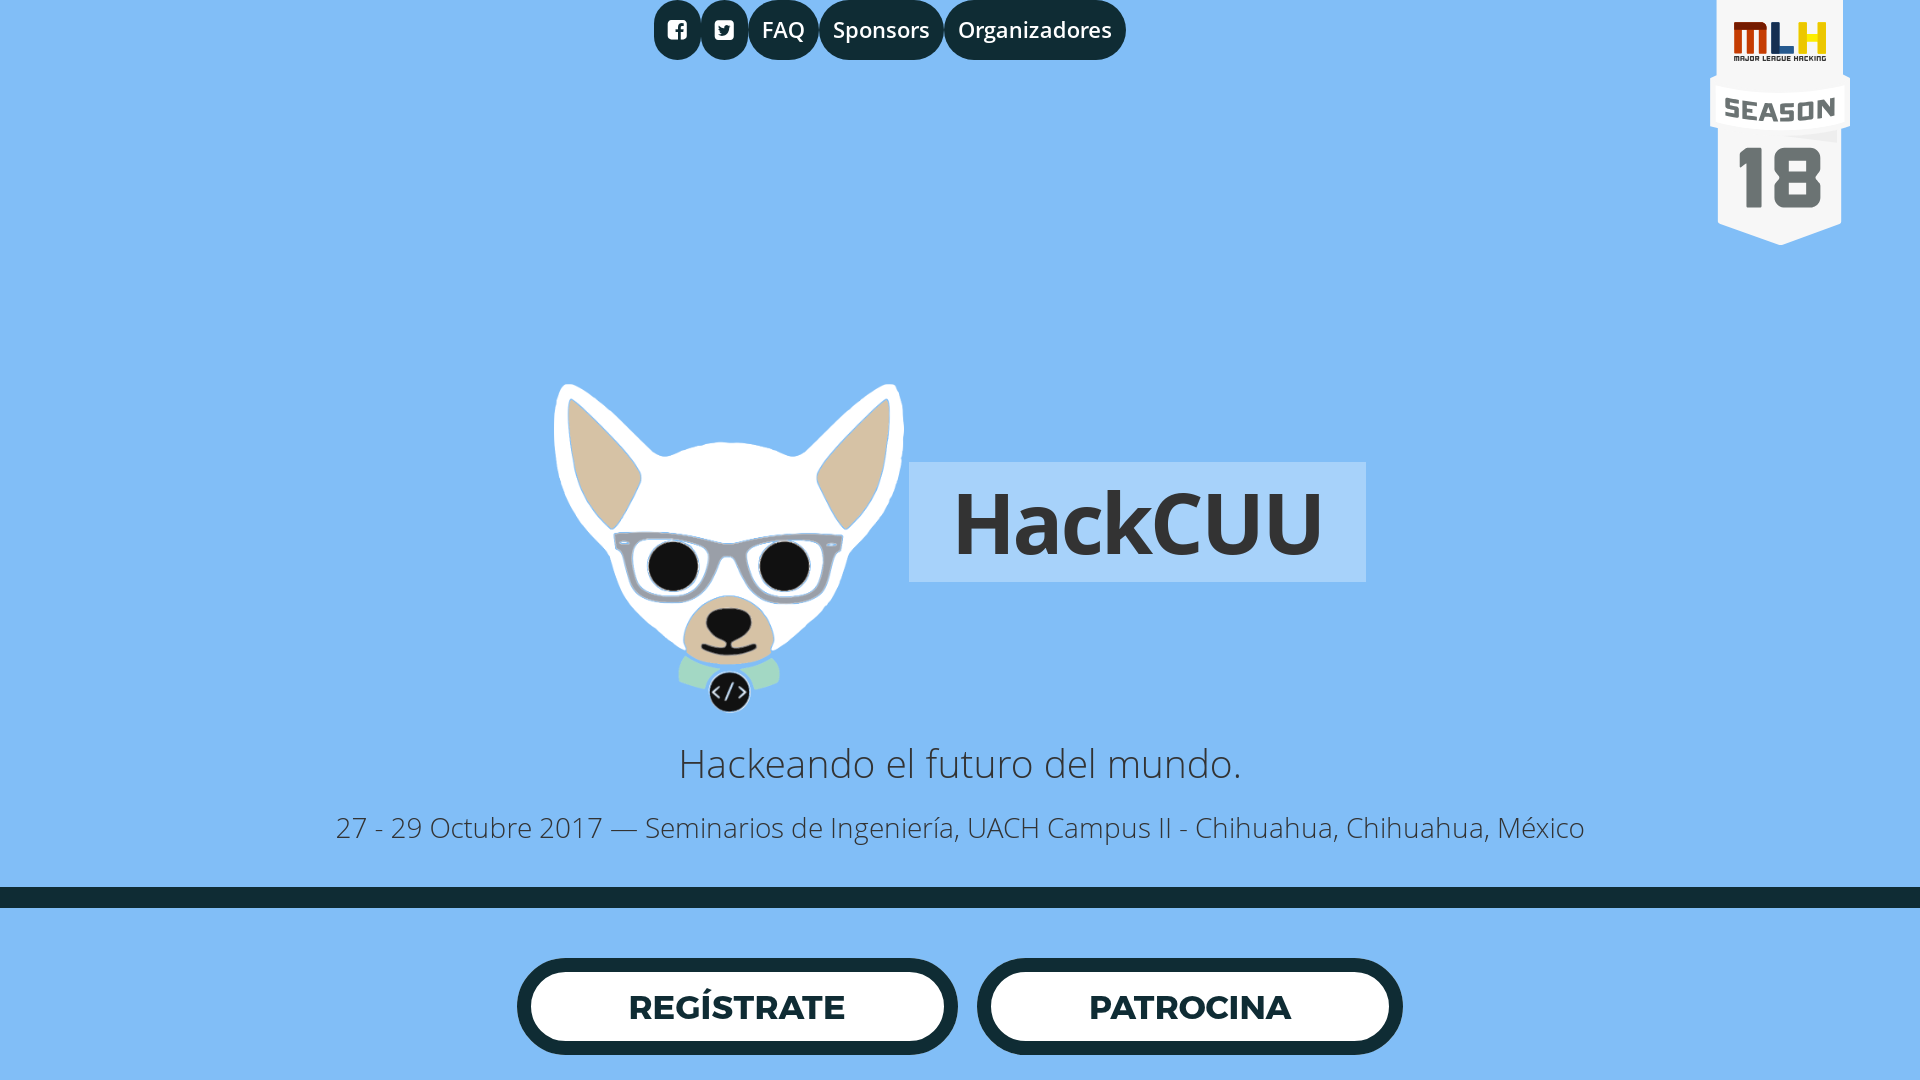 FAQ
Sponsors
Organizadores
MLH
MAJOR LEAGUE HACKING
SEASON
18
HackCUU
</>
Hackeando el futuro del mundo.
27 - 29 Octubre 2017 — Seminarios de Ingeniería, UACH Campus II - Chihuahua, Chihuahua, México
REGÍSTRATE
PATROCINA